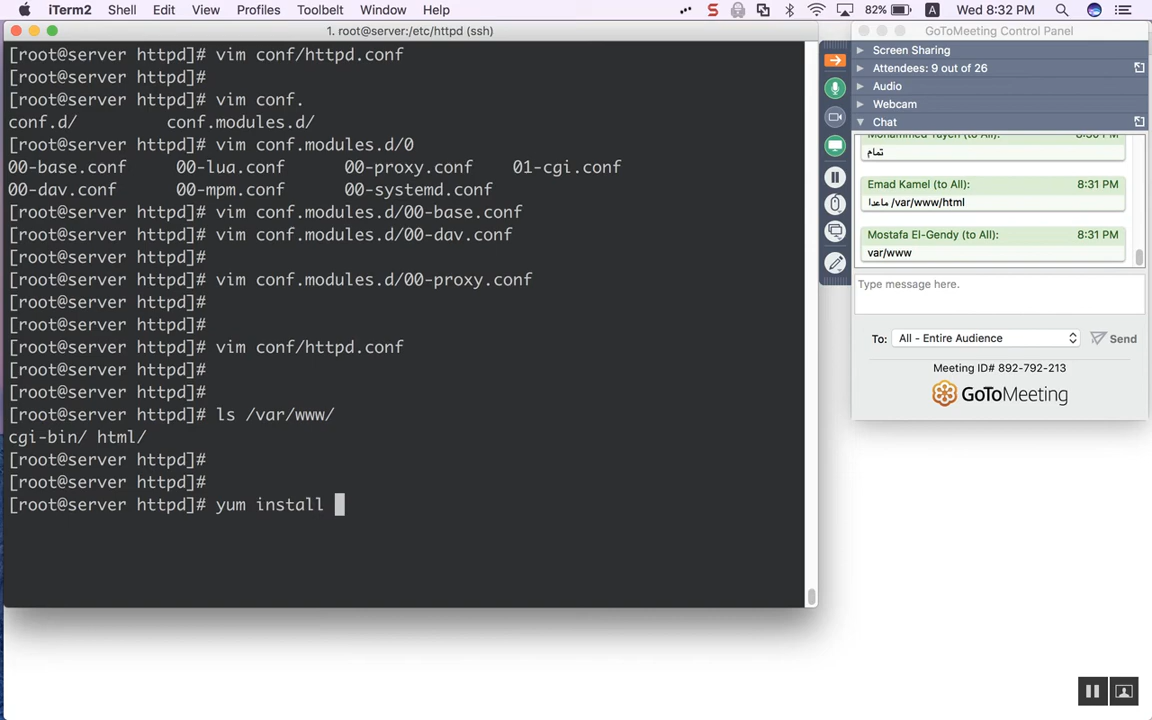 iTerm2 Shell Edit View Profiles Toolbelt Window Help
82% A Wed 8:32 PM
1. root@server:/etc/httpd (ssh)
[root@server httpd]# vim conf/httpd.conf
[root@server httpd]#
[root@server httpd]# vim conf.
conf.d/ conf.modules.d/
[root@server httpd]# vim conf.modules.d/0
00-base.conf 00-lua.conf 00-proxy.conf 01-cgi.conf
00-dav.conf 00-mpm.conf 00-systemd.conf
[root@server httpd]# vim conf.modules.d/00-base.conf
[root@server httpd]# vim conf.modules.d/00-dav.conf
[root@server httpd]#
[root@server httpd]# vim conf.modules.d/00-proxy.conf
[root@server httpd]#
[root@server httpd]#
[root@server httpd]# vim conf/httpd.conf
[root@server httpd]#
[root@server httpd]#
[root@server httpd]# ls /var/www/
cgi-bin/ html/
[root@server httpd]#
[root@server httpd]#
[root@server httpd]# yum install
GoToMeeting Control Panel
Screen Sharing
Attendees: 9 out of 26
Audio
Webcam
Chat
تمام
Emad Kamel (to All): 8:31 PM
ماعدا /var/www/html
Mostafa El-Gendy (to All): 8:31 PM
var/www
Type message here.
To: All - Entire Audience Send
Meeting ID# 892-792-213
GoToMeeting